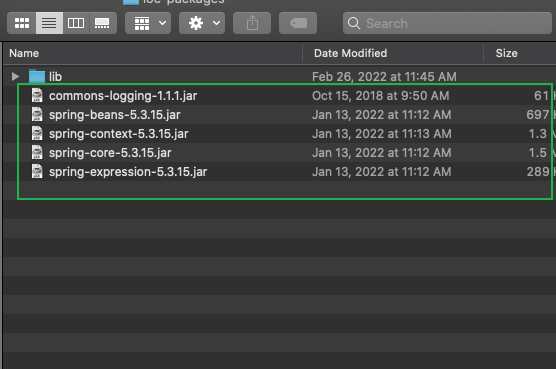 Search
Name Date Modified Size
lib Feb 26, 2022 at 11:45 AM
commons-logging-1.1.1.jar Oct 15, 2018 at 9:50 AM 61
spring-beans-5.3.15.jar Jan 13, 2022 at 11:12 AM 697
spring-context-5.3.15.jar Jan 13, 2022 at 11:13 AM 1.3
spring-core-5.3.15.jar Jan 13, 2022 at 11:12 AM 1.5
spring-expression-5.3.15.jar Jan 13, 2022 at 11:12 AM 289